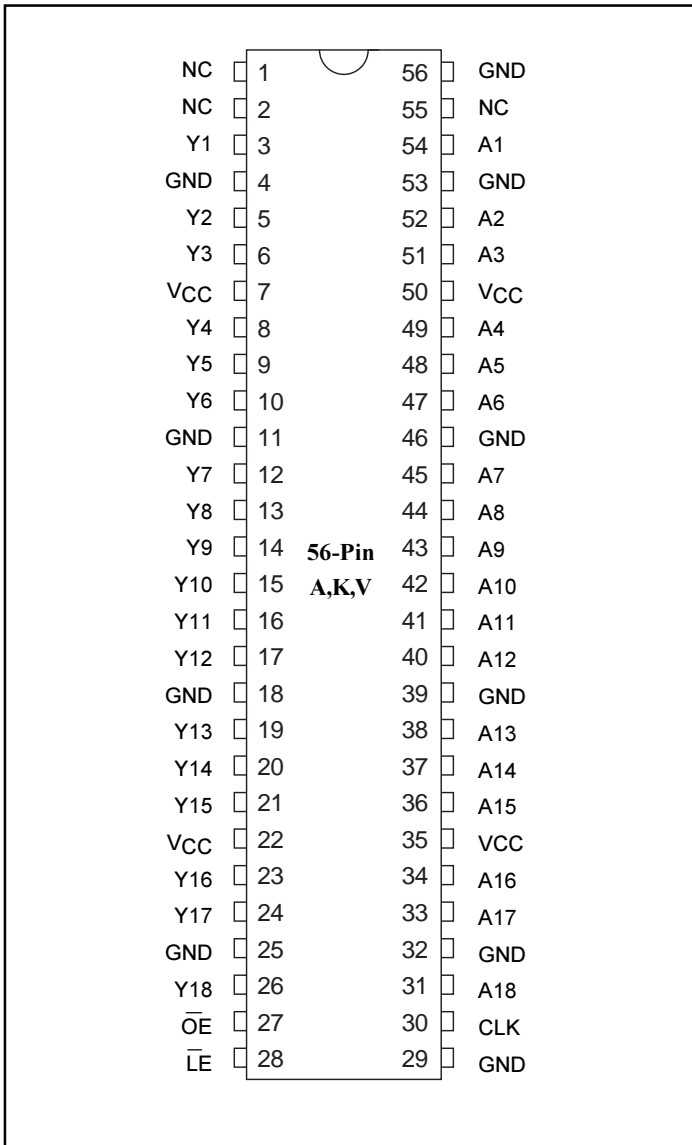 NC 1 56 GND
NC 2 55 NC
Y1 3 54 A1
GND 4 53 GND
Y2 5 52 A2
Y3 6 51 A3
VCC 7 50 VCC
Y4 8 49 A4
Y5 9 48 A5
Y6 10 47 A6
GND 11 46 GND
Y7 12 45 A7
Y8 13 44 A8
Y9 14 56-Pin 43 A9
Y10 15 A,K,V 42 A10
Y11 16 41 A11
Y12 17 40 A12
GND 18 39 GND
Y13 19 38 A13
Y14 20 37 A14
Y15 21 36 A15
VCC 22 35 VCC
Y16 23 34 A16
Y17 24 33 A17
GND 25 32 GND
Y18 26 31 A18
O̅E̅ 27 30 CLK
L̅E̅ 28 29 GND